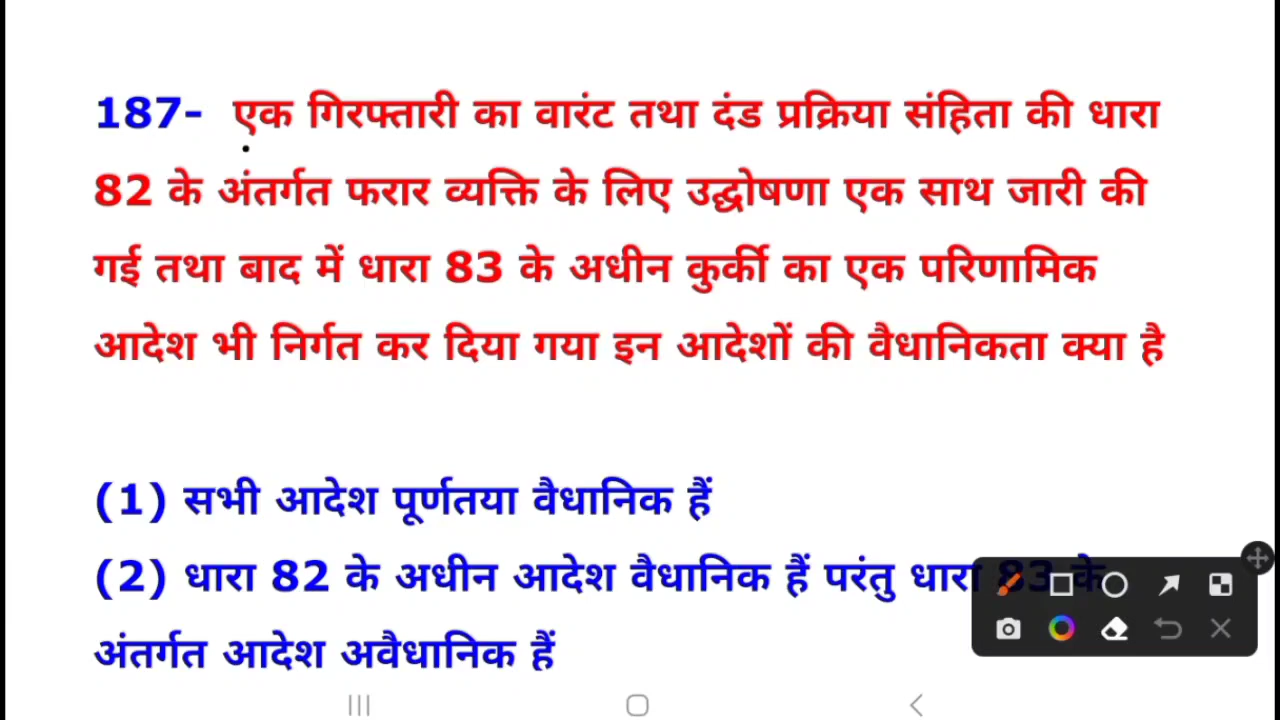 187- एक गिरफ्तारी का वारंट तथा दंड प्रक्रिया संहिता की धारा
82 के अंतर्गत फरार व्यक्ति के लिए उद्घोषणा एक साथ जारी की
गई तथा बाद में धारा 83 के अधीन कुर्की का एक परिणामिक
आदेश भी निर्गत कर दिया गया इन आदेशों की वैधानिकता क्या है
(1) सभी आदेश पूर्णतया वैधानिक हैं
(2) धारा 82 के अधीन आदेश वैधानिक हैं परंतु धारा 83 के
अंतर्गत आदेश अवैधानिक हैं